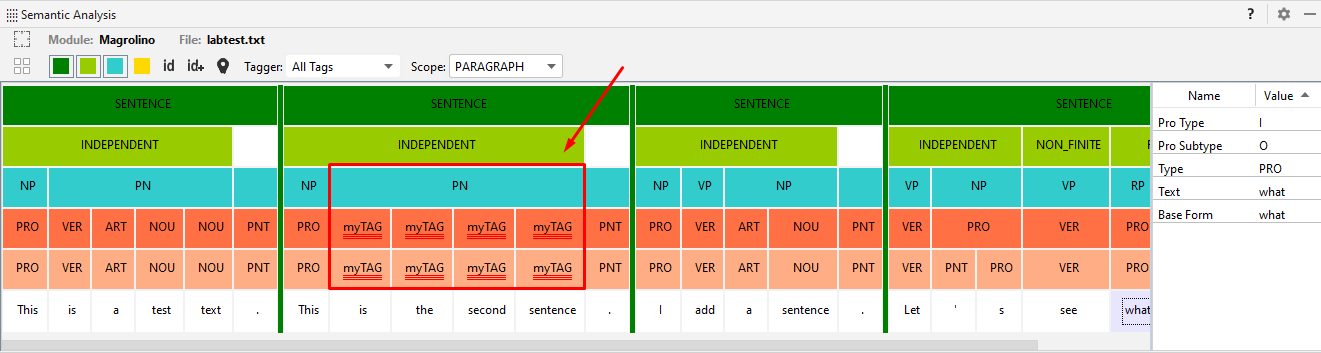 Semantic Analysis ?
Module: Magrolino File: labtest.txt
id id+ Tagger: All Tags Scope: PARAGRAPH
SENTENCE SENTENCE SENTENCE SENTENCE Name Value
INDEPENDENT INDEPENDENT INDEPENDENT INDEPENDENT NON_FINITE
Pro Type I
Pro Subtype O
NP PN NP PN NP VP NP VP NP VP RP
Type PRO
Text what
Base Form what
PRO VER ART NOU NOU PNT PRO myTAG myTAG myTAG myTAG PNT PRO VER ART NOU PNT VER PRO VER PRO
PRO VER ART NOU NOU PNT PRO myTAG myTAG myTAG myTAG PNT PRO VER ART NOU PNT VER PNT PRO VER PRO
This is a test text . This is the second sentence . I add a sentence . Let ' s see what